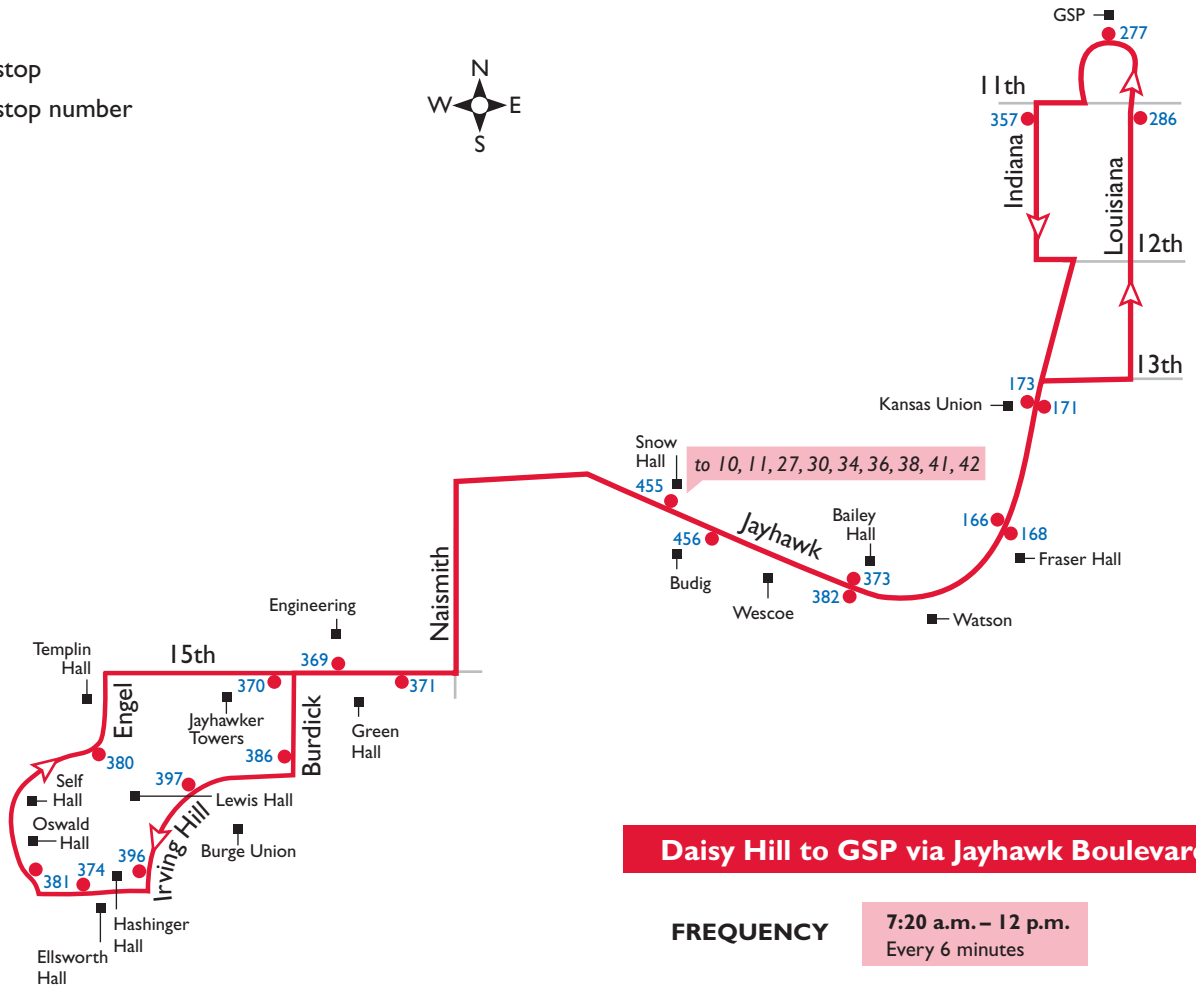 GSP
277
stop
stop number
N
W E
S
11th
357
286
Indiana
Louisiana
12th
13th
173
171
Kansas Union
Snow
Hall
to 10, 11, 27, 30, 34, 36, 38, 41, 42
455
456
Jayhawk
Bailey
Hall
166
168
Fraser Hall
Budig
373
382
Wescoe
Watson
Naismith
Engineering
369
Templin
Hall
15th
370
371
Engel
Jayhawker
Towers
Burdick
Green
Hall
386
380
397
Self
Hall
Lewis Hall
Oswald
Hall
Irving Hill
Burge Union
396
374
381
Hashinger
Hall
Ellsworth
Hall
Daisy Hill to GSP via Jayhawk Boulevard
FREQUENCY
7:20 a.m. – 12 p.m.
Every 6 minutes